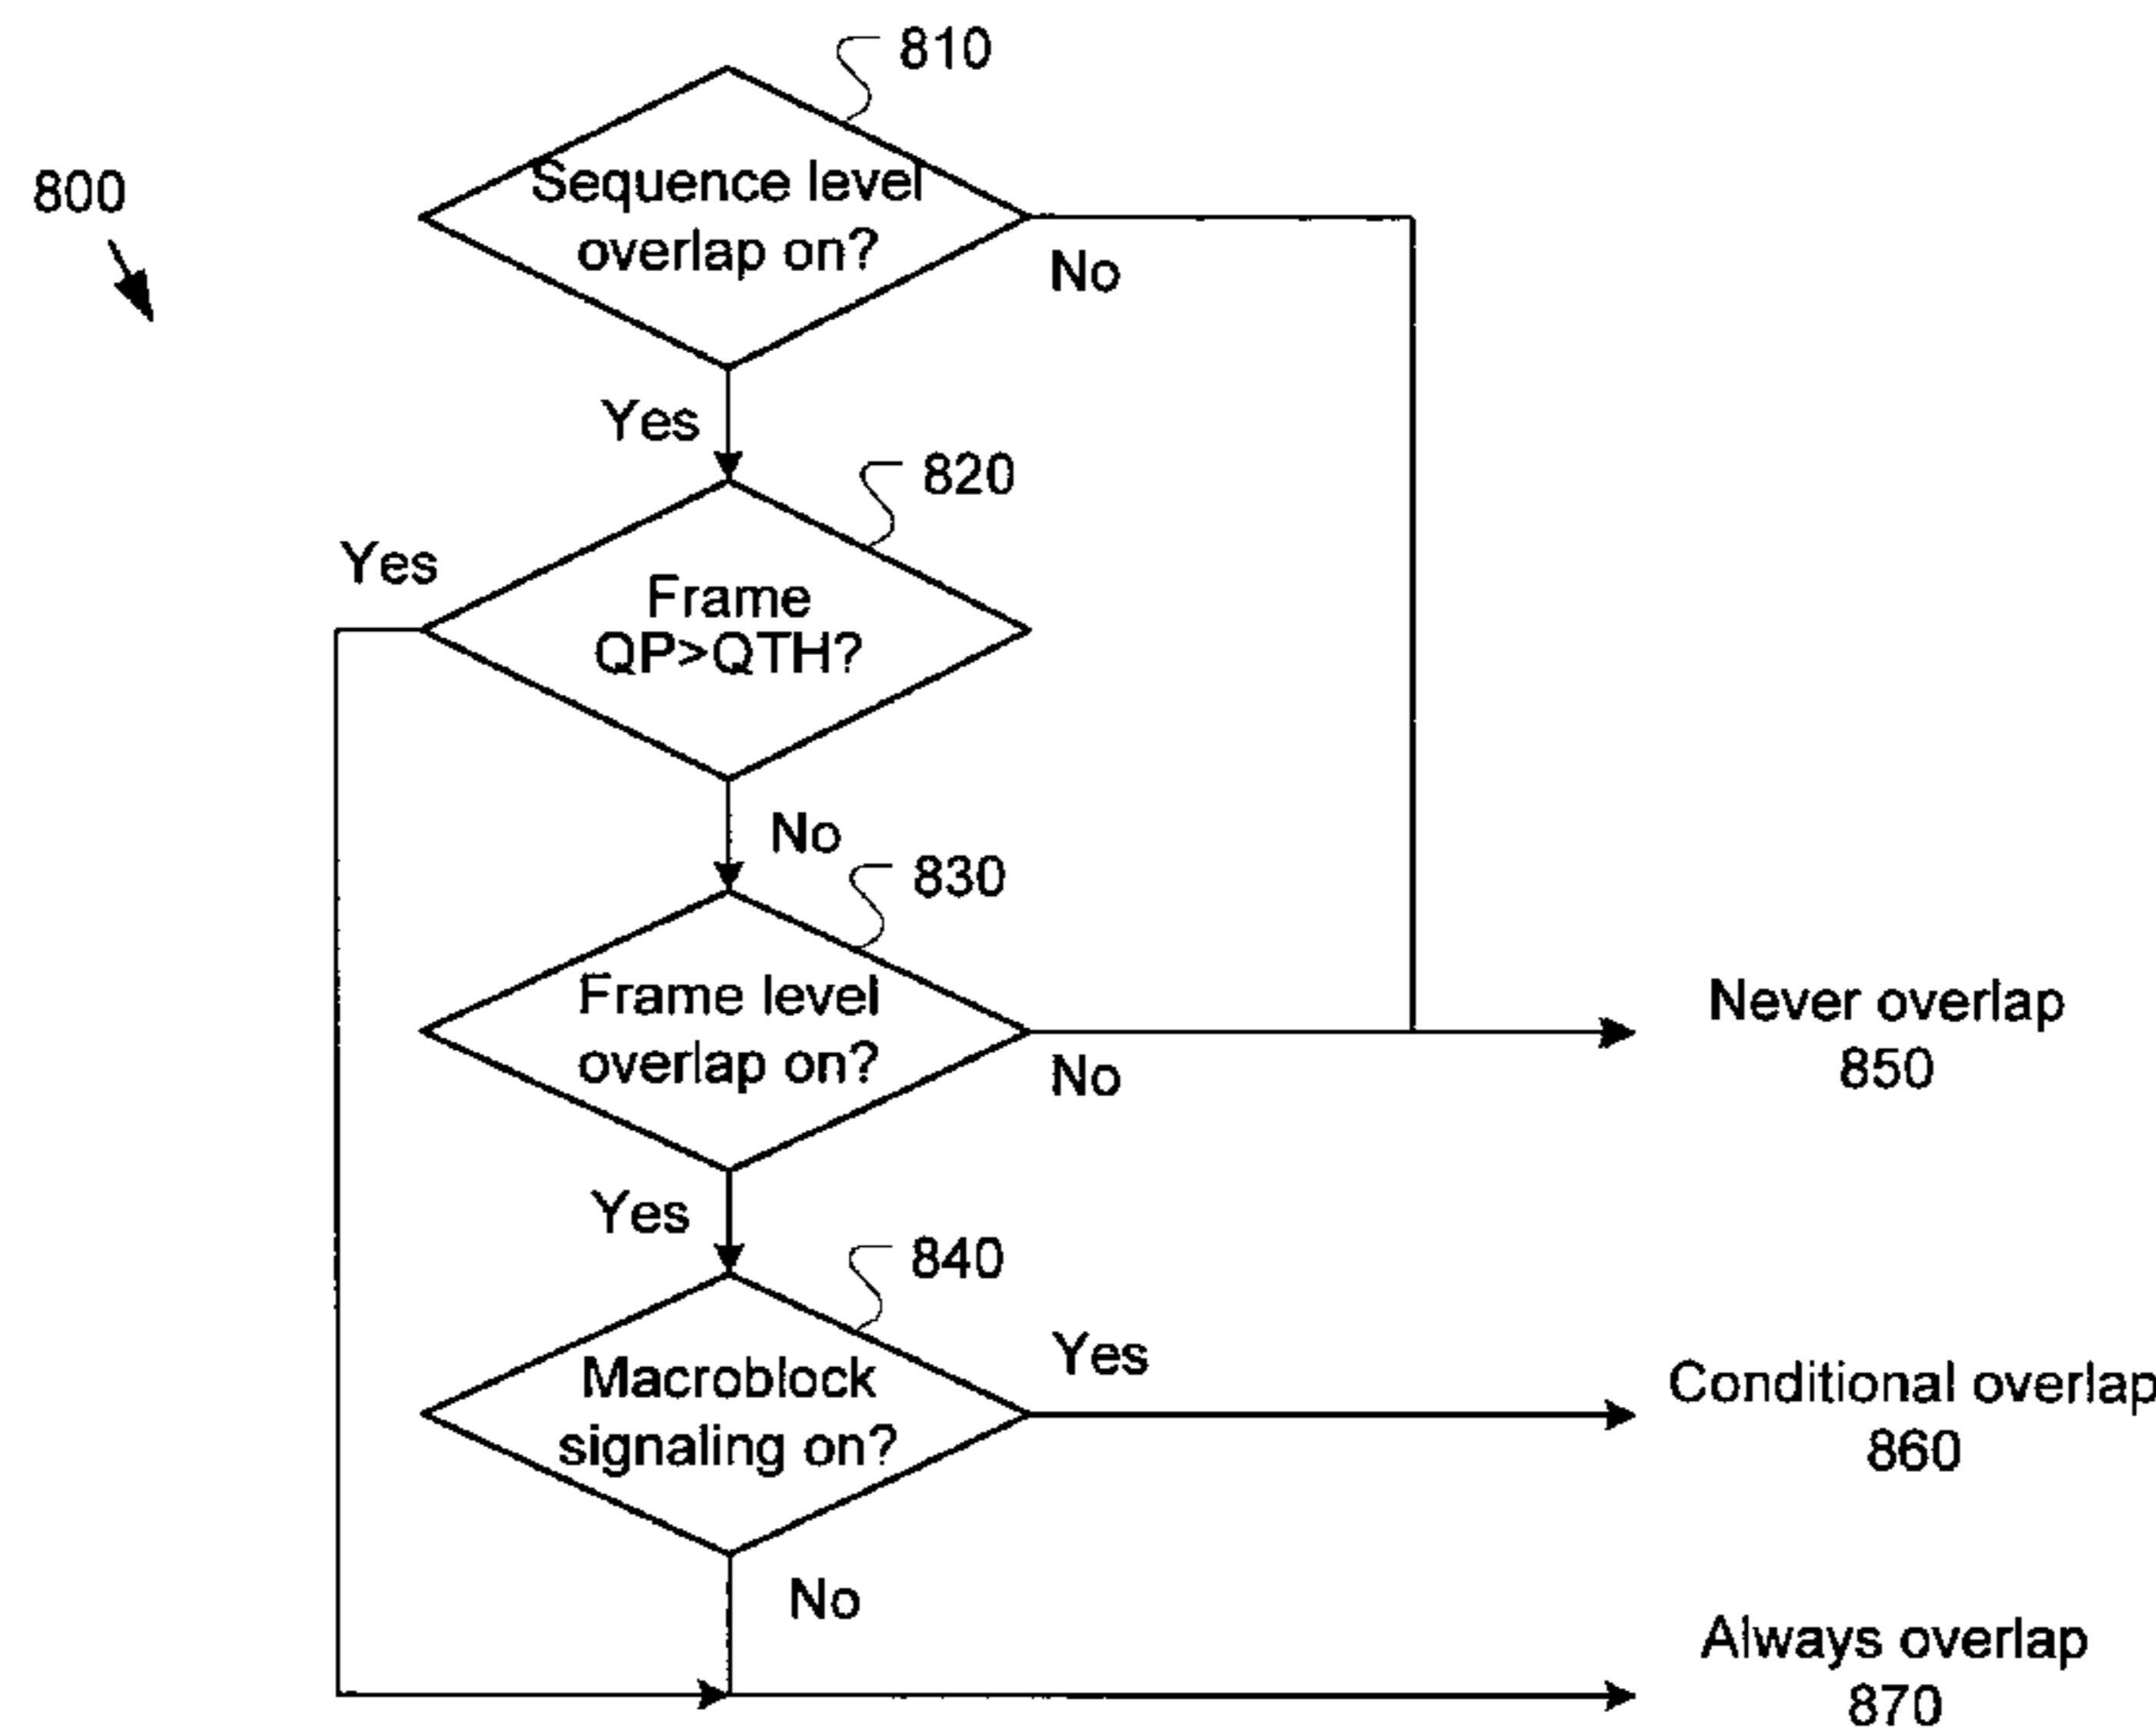 810
800
Sequence level
overlap on?
No
Yes
820
Yes
Frame
QP>QTH?
No
830
Frame level
overlap on?
No
Never overlap
850
Yes
840
Macroblock
signaling on?
Yes
Conditional overlap
860
No
Always overlap
870